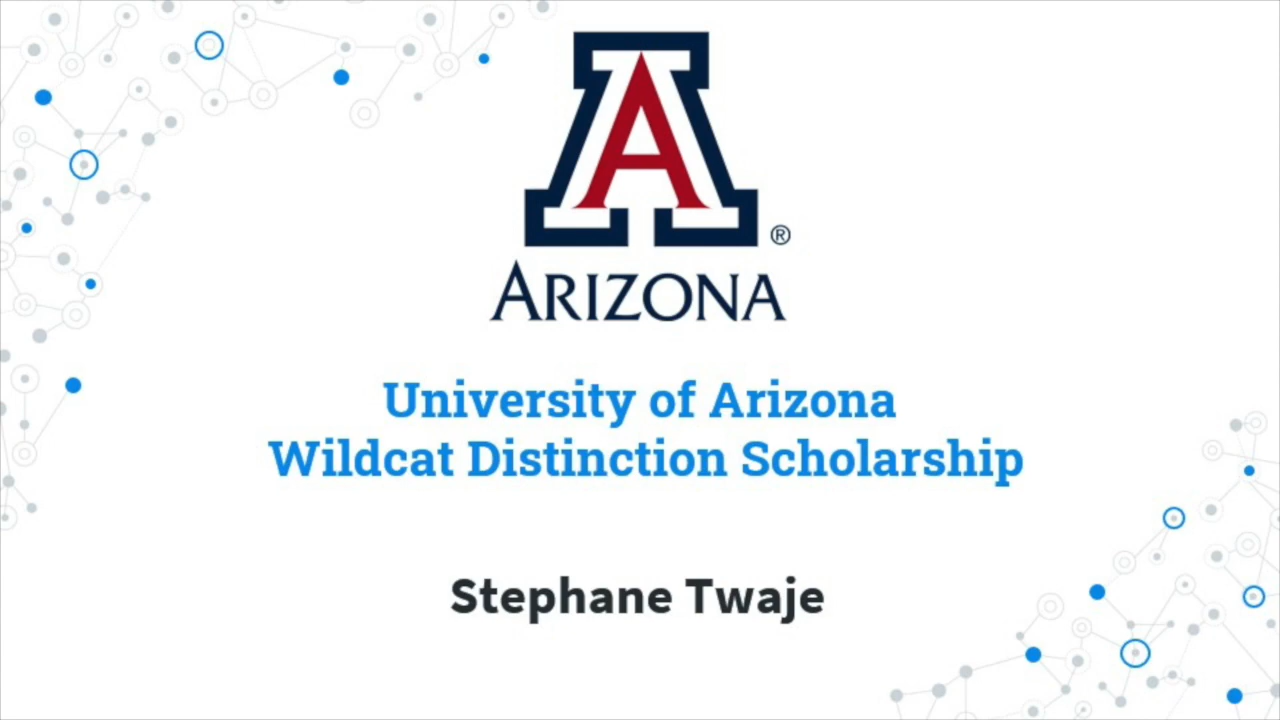 A ®
ARIZONA
University of Arizona
Wildcat Distinction Scholarship
Stephane Twaje